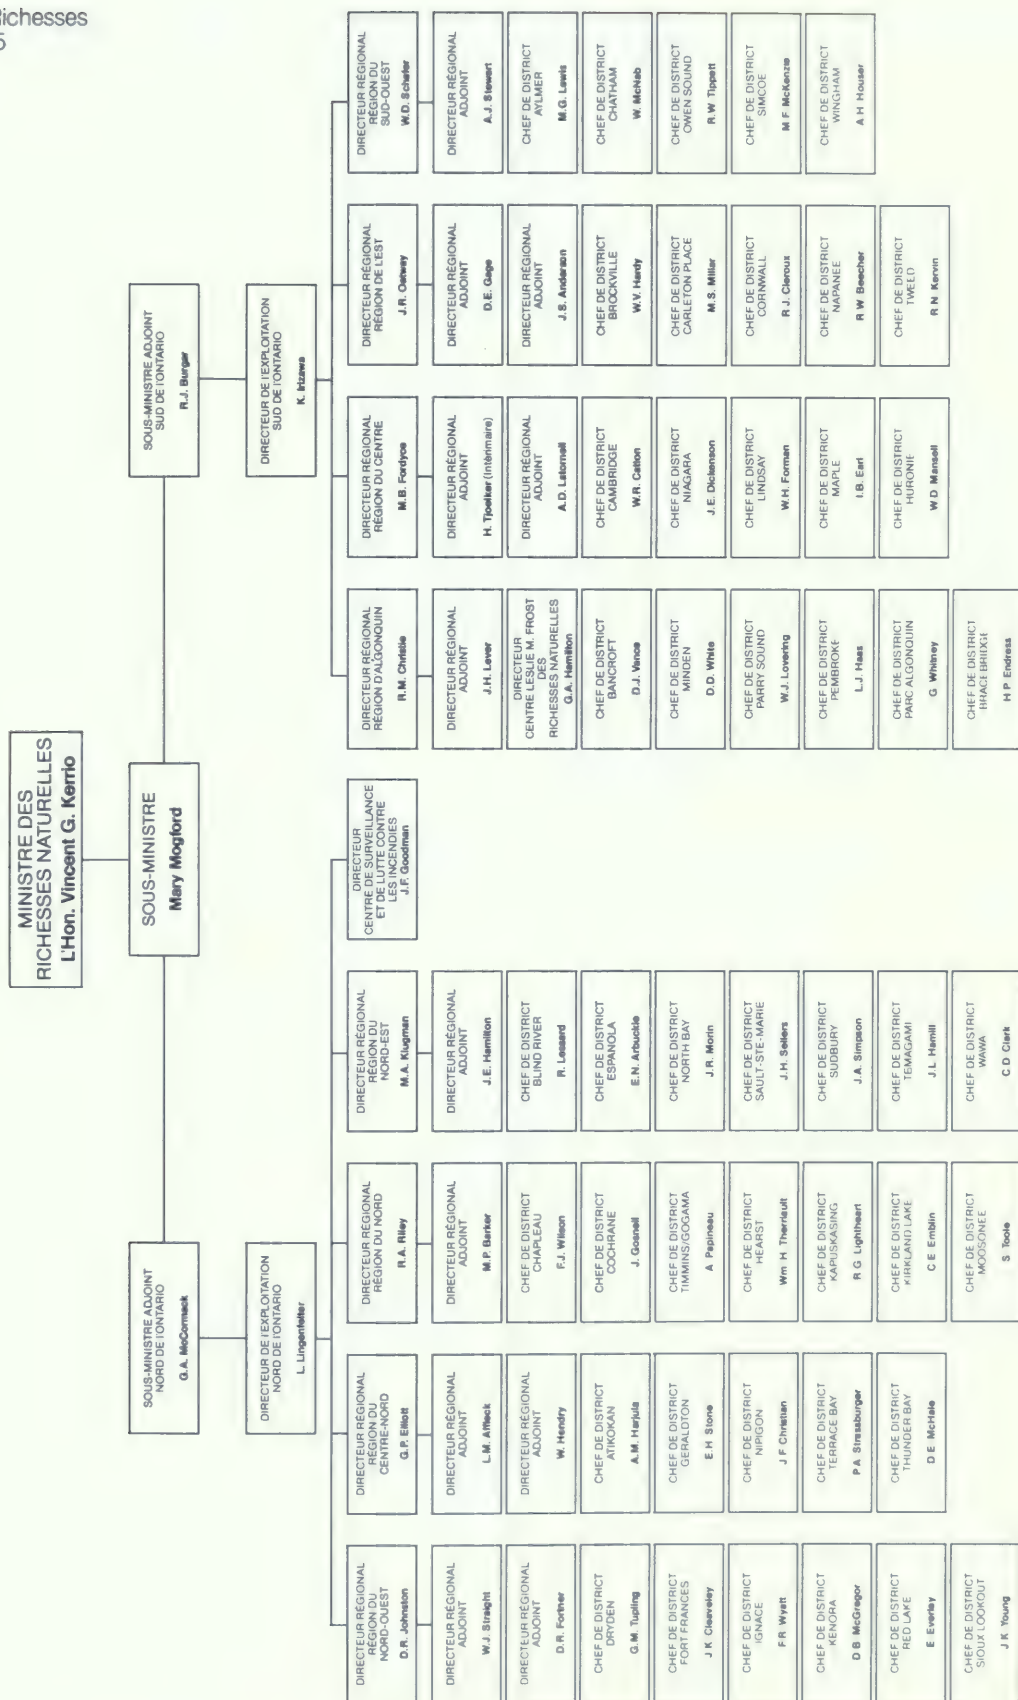 Richesses
5
MINISTRE DES
RICHESSES NATURELLES
L'Hon. Vincent G. Kerrio
SOUS-MINISTRE
Mary Mogford
SOUS-MINISTRE ADJOINT
NORD DE l'ONTARIO
G.A. McCormack
SOUS-MINISTRE ADJOINT
SUD DE l'ONTARIO
R.J. Burgar
DIRECTEUR DE l'EXPLOITATION
NORD DE l'ONTARIO
L. Lingenfelter
DIRECTEUR DE l'EXPLOITATION
SUD DE l'ONTARIO
K. Irizawa
DIRECTEUR RÉGIONAL
RÉGION DU
NORD-OUEST
D.R. Johnston
DIRECTEUR RÉGIONAL
ADJOINT
W.J. Straight
DIRECTEUR RÉGIONAL
ADJOINT
D.R. Fortner
CHEF DE DISTRICT
DRYDEN
G.M. Tupling
CHEF DE DISTRICT
FORT FRANCES
J K Cleaveley
CHEF DE DISTRICT
IGNACE
F R Wyatt
CHEF DE DISTRICT
KENORA
D B McGregor
CHEF DE DISTRICT
RED LAKE
E Everley
CHEF DE DISTRICT
SIOUX LOOKOUT
J K Young
DIRECTEUR RÉGIONAL
RÉGION DU
CENTRE-NORD
G.P. Elliott
DIRECTEUR RÉGIONAL
ADJOINT
L.M. Affleck
DIRECTEUR RÉGIONAL
ADJOINT
W. Hendry
CHEF DE DISTRICT
ATIKOKAN
A.M. Harjula
CHEF DE DISTRICT
GERALDTON
E H Stone
CHEF DE DISTRICT
NIPIGON
J F Christian
CHEF DE DISTRICT
TERRACE BAY
P A Strassburger
CHEF DE DISTRICT
THUNDER BAY
D E McHale
DIRECTEUR RÉGIONAL
RÉGION DU NORD
R.A. Riley
DIRECTEUR RÉGIONAL
ADJOINT
M.P. Barker
CHEF DE DISTRICT
CHAPLEAU
F.J. Wilson
CHEF DE DISTRICT
COCHRANE
J. Gosnell
CHEF DE DISTRICT
TIMMINS/GOGAMA
A Papineau
CHEF DE DISTRICT
HEARST
Wm H Therriault
CHEF DE DISTRICT
KAPUSKASING
R G Lightheart
CHEF DE DISTRICT
KIRKLAND LAKE
C E Emblin
CHEF DE DISTRICT
MOOSONEE
S Toole
DIRECTEUR RÉGIONAL
RÉGION DU
NORD-EST
M.A. Klugman
DIRECTEUR RÉGIONAL
ADJOINT
J.E. Hamilton
CHEF DE DISTRICT
BLIND RIVER
R. Lessard
CHEF DE DISTRICT
ESPANOLA
E.N. Arbuckle
CHEF DE DISTRICT
NORTH BAY
J.R. Morin
CHEF DE DISTRICT
SAULT-STE-MARIE
J.H. Sellers
CHEF DE DISTRICT
SUDBURY
J.A. Simpson
CHEF DE DISTRICT
TEMAGAMI
J.L. Hamill
CHEF DE DISTRICT
WAWA
C D Clark
DIRECTEUR
CENTRE DE SURVEILLANCE
ET DE LUTTE CONTRE
LES INCENDIES
J.F. Goodman
DIRECTEUR RÉGIONAL
RÉGION D'ALGONQUIN
R.M. Christie
DIRECTEUR RÉGIONAL
ADJOINT
J.H. Lever
DIRECTEUR
CENTRE LESLIE M. FROST
DES
RICHESSES NATURELLES
G.A. Hamilton
CHEF DE DISTRICT
BANCROFT
D.J. Vance
CHEF DE DISTRICT
MINDEN
D.D. White
CHEF DE DISTRICT
PARRY SOUND
W.J. Lovering
CHEF DE DISTRICT
PEMBROKE
L.J. Haas
CHEF DE DISTRICT
PARC ALGONQUIN
G Whitney
CHEF DE DISTRICT
BRACEBRIDGE
H P Endress
DIRECTEUR RÉGIONAL
RÉGION DU CENTRE
M.B. Fordyce
DIRECTEUR RÉGIONAL
ADJOINT
H. Tjoelker (Intérimaire)
DIRECTEUR RÉGIONAL
ADJOINT
A.D. Latornell
CHEF DE DISTRICT
CAMBRIDGE
W.R. Catton
CHEF DE DISTRICT
NIAGARA
J.E. Dickenson
CHEF DE DISTRICT
LINDSAY
W.H. Forman
CHEF DE DISTRICT
MAPLE
I.B. Earl
CHEF DE DISTRICT
HURONIE
W D Mansell
DIRECTEUR RÉGIONAL
RÉGION DE L'EST
J.R. Oatway
DIRECTEUR RÉGIONAL
ADJOINT
D.E. Gage
DIRECTEUR RÉGIONAL
ADJOINT
J.S. Anderson
CHEF DE DISTRICT
BROCKVILLE
W.V. Hardy
CHEF DE DISTRICT
CARLETON PLACE
M.S. Millar
CHEF DE DISTRICT
CORNWALL
R J. Cleroux
CHEF DE DISTRICT
NAPANEE
R W Beecher
CHEF DE DISTRICT
TWEED
R N Kervin
DIRECTEUR RÉGIONAL
RÉGION DU
SUD-OUEST
W.D. Schafer
DIRECTEUR RÉGIONAL
ADJOINT
A.J. Stewart
CHEF DE DISTRICT
AYLMER
M.G. Lewis
CHEF DE DISTRICT
CHATHAM
W. McNab
CHEF DE DISTRICT
OWEN SOUND
R.W Tippett
CHEF DE DISTRICT
SIMCOE
M F McKenzie
CHEF DE DISTRICT
WINGHAM
A H Houser